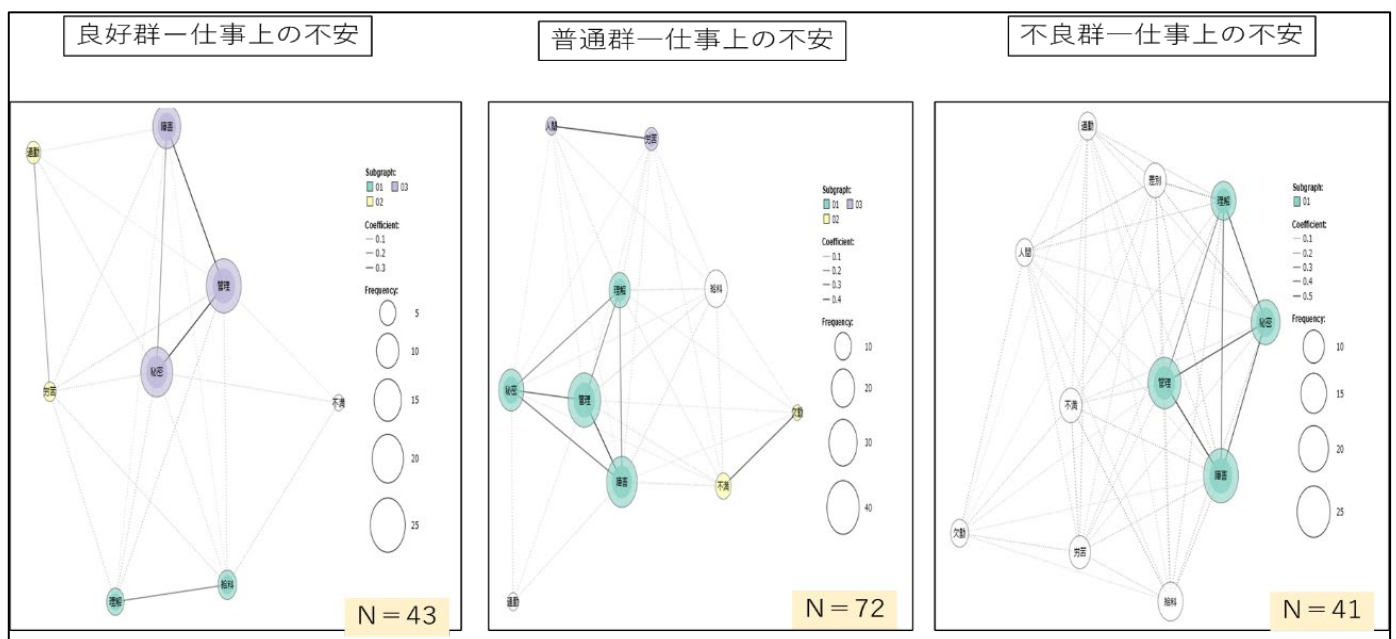 良好群ー仕事上の不安
普通群―仕事上の不安
不良群―仕事上の不安
障害
通勤
管理
秘密
労苦
不満
理解
給料
Subgraph:
01 03
02
Coefficient:
0.1
0.2
0.3
Frequency:
5
10
15
20
25
N=43
人間
労苦
理解
給料
秘密
管理
欠勤
障害
不満
通勤
Subgraph:
01 03
02
Coefficient:
0.1
0.2
0.3
0.4
Frequency:
10
20
30
40
N=72
通勤
差別
理解
人間
秘密
管理
不満
障害
欠勤
労苦
給料
Subgraph:
01
Coefficient:
0.1
0.2
0.3
0.4
0.5
Frequency:
10
15
20
25
N=41